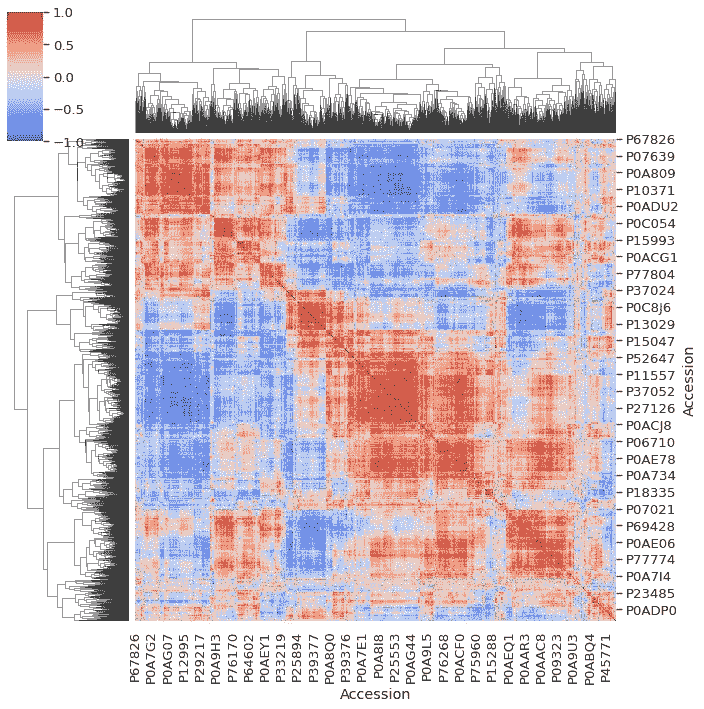 1.0
0.5
0.0
−0.5
−1.0
P67826
P07639
P0A809
P10371
P0ADU2
P0C054
P15993
P0ACG1
P77804
P37024
P0C8J6
P13029
P15047
P52647
P11557
P37052
P27126
P0ACJ8
P06710
P0AE78
P0A734
P18335
P07021
P69428
P0AE06
P77774
P0A7I4
P23485
P0ADP0
Accession
P67826
P0A7G2
P0AG07
P12995
P29217
P0A9H3
P76170
P64602
P0AEY1
P33219
P25894
P39377
P0A8Q0
P39376
P0A7E1
P0A8I8
P25553
P0AG44
P0A9L5
P76268
P0ACF0
P75960
P15288
P0AEQ1
P0AAR3
P0AAC8
P09323
P0A9U3
P0ABQ4
P45771
Accession